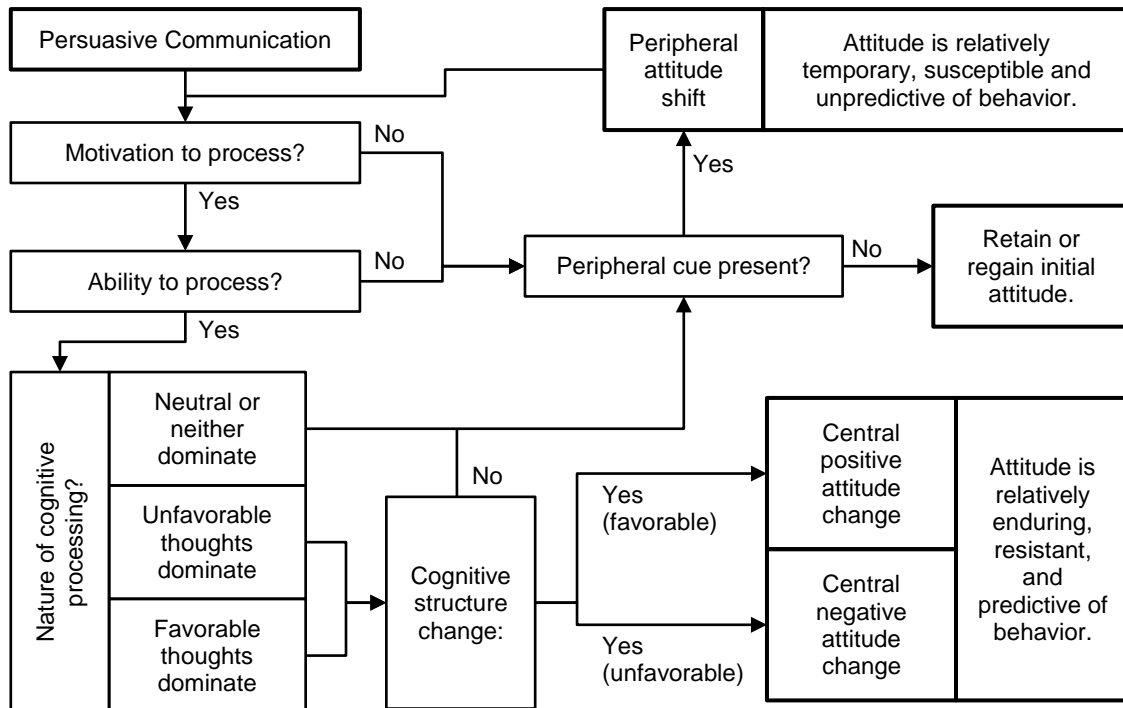 Persuasive Communication
Peripheral
attitude
shift
Attitude is relatively
temporary, susceptible and
unpredictive of behavior.
Motivation to process?
No
Yes
Yes
Ability to process?
No
Yes
Peripheral cue present?
No
Retain or
regain initial
attitude.
Nature of cognitive
processing?
Neutral or
neither
dominate
Unfavorable
thoughts
dominate
Favorable
thoughts
dominate
No
Cognitive
structure
change:
Yes
(favorable)
Yes
(unfavorable)
Central
positive
attitude
change
Central
negative
attitude
change
Attitude is
relatively
enduring,
resistant,
and
predictive of
behavior.